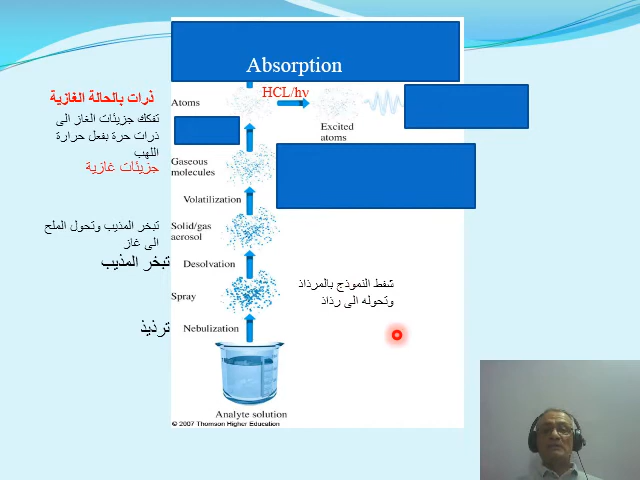 Absorption
HCL/hγ
ذرات بالحالة الغازية
Atoms
تفكك جزيئات الغاز الى
ذرات حرة بفعل حرارة
اللهب
Excited
atoms
جزيئات غازية
Gaseous
molecules
Volatilization
تبخر المذيب وتحول الملح
الى غاز
Solid/gas
aerosol
تبخر المذيب
Desolvation
شفط النموذج بالمرذاذ
وتحوله الى رذاذ
Spray
ترذيذ
Nebulization
Analyte solution
© 2007 Thomson Higher Education